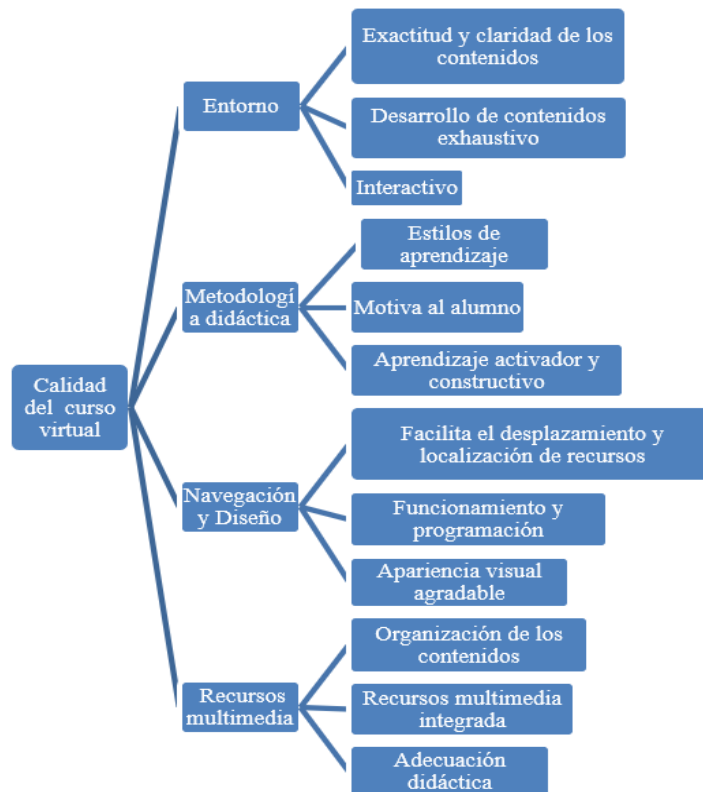 Calidad
del curso
virtual
Entorno
Exactitud y claridad de los
contenidos
Desarrollo de contenidos
exhaustivo
Interactivo
Metodologí
a didáctica
Estilos de
aprendizaje
Motiva al alumno
Aprendizaje activador y
constructivo
Navegación
y Diseño
Facilita el desplazamiento y
localización de recursos
Funcionamiento y
programación
Apariencia visual
agradable
Recursos
multimedia
Organización de los
contenidos
Recursos multimedia
integrada
Adecuación
didáctica